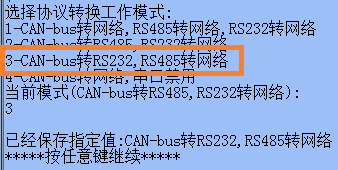 选择协议转换工作模式:
1-CAN-bus转网络,RS485转网络,RS232转网络
2-CAN-bus转RS485,RS232转网络
3-CAN-bus转RS232,RS485转网络
4-CAN-bus转网络,串口禁用
当前模式(CAN-bus转RS485,RS232转网络):
3
已经保存指定值:CAN-bus转RS232,RS485转网络
*****按任意键继续*****